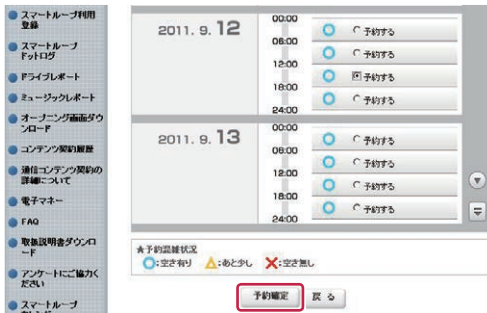 スマートループ利用
登録
スマートループ
ドットログ
ドライブレポート
ミュージックレポート
オープニング画面ダウ
ンロード
コンテンツ契約履歴
通信コンテンツ契約の
詳細について
電子マネー
FAQ
取扱説明書ダウンロ
ード
アンケートにご協力く
ださい
スマートループ
2011. 9. 12
00:00
予約する
06:00
予約する
12:00
予約する
18:00
予約する
24:00
2011. 9. 13
00:00
予約する
06:00
予約する
12:00
予約する
18:00
予約する
24:00
★予約混雑状況
:空き有り :あと少し :空き無し
予約確定 戻る